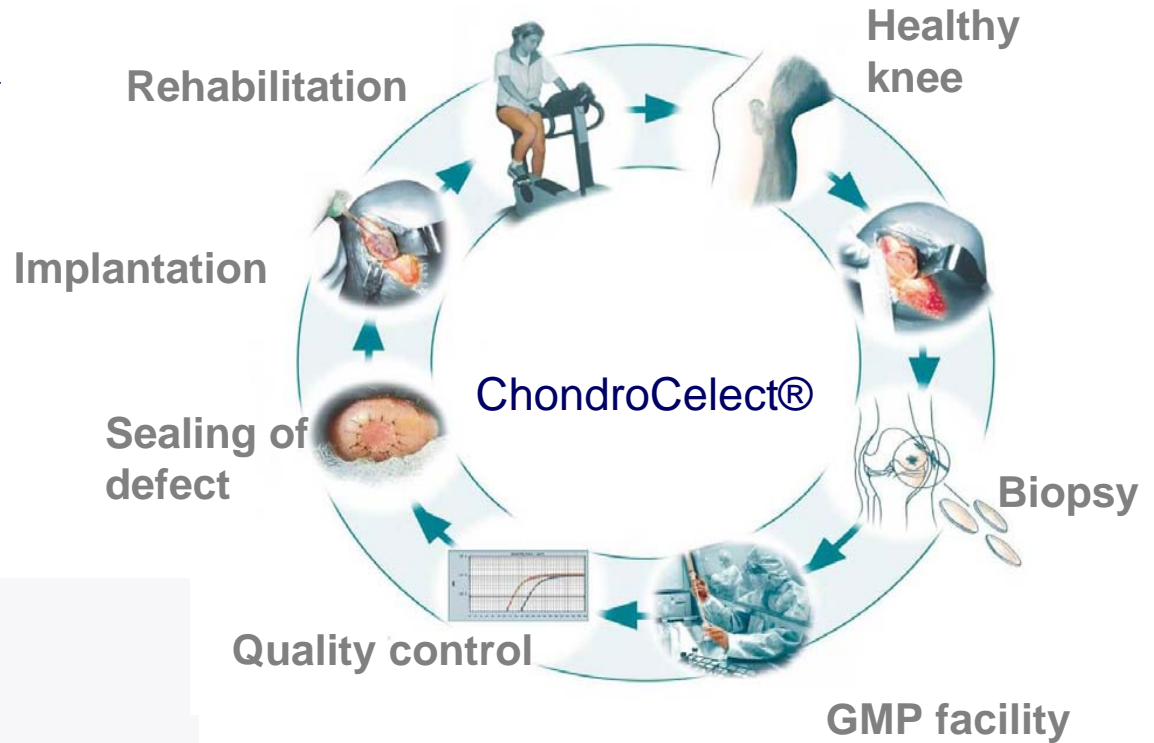 Healthy
knee
Rehabilitation
Implantation
ChondroCelect®
Sealing of
defect
Biopsy
Quality control
GMP facility